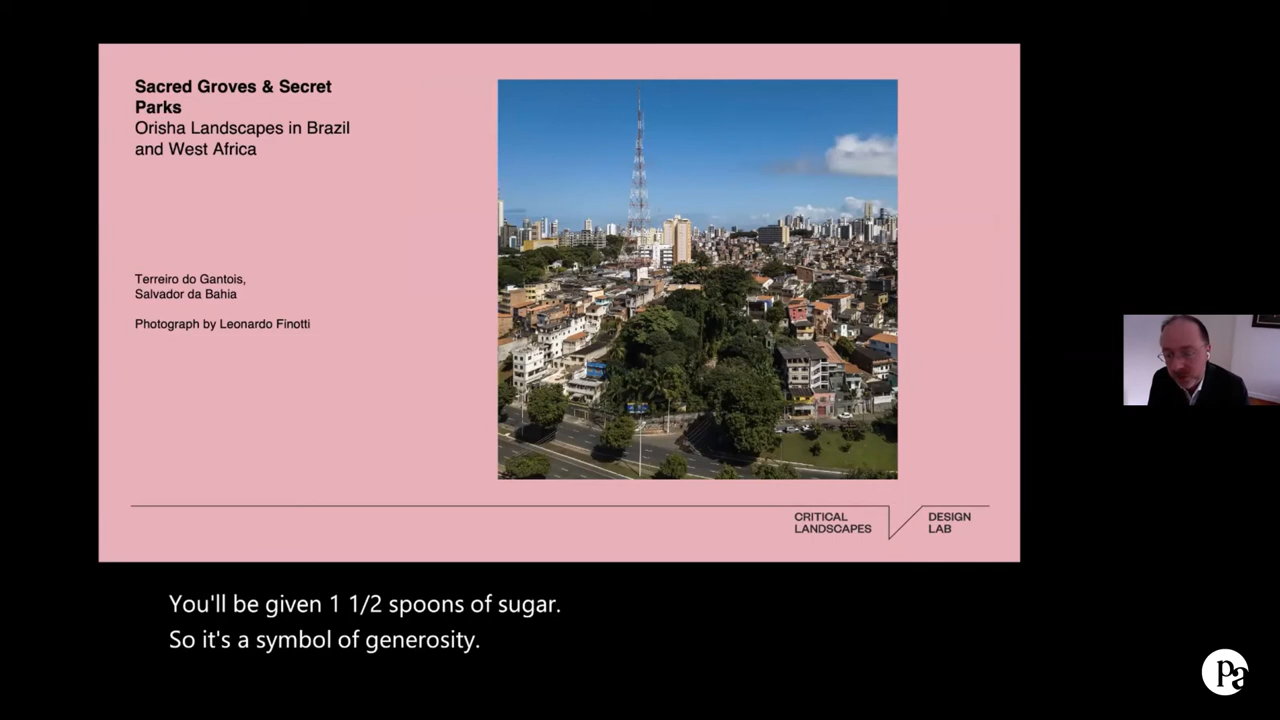 Sacred Groves & Secret
Parks
Orisha Landscapes in Brazil
and West Africa
Terreiro do Gantois,
Salvador da Bahia
Photograph by Leonardo Finotti
CRITICAL
LANDSCAPES
DESIGN
LAB
You'll be given 1 1/2 spoons of sugar.
So it's a symbol of generosity.
pa